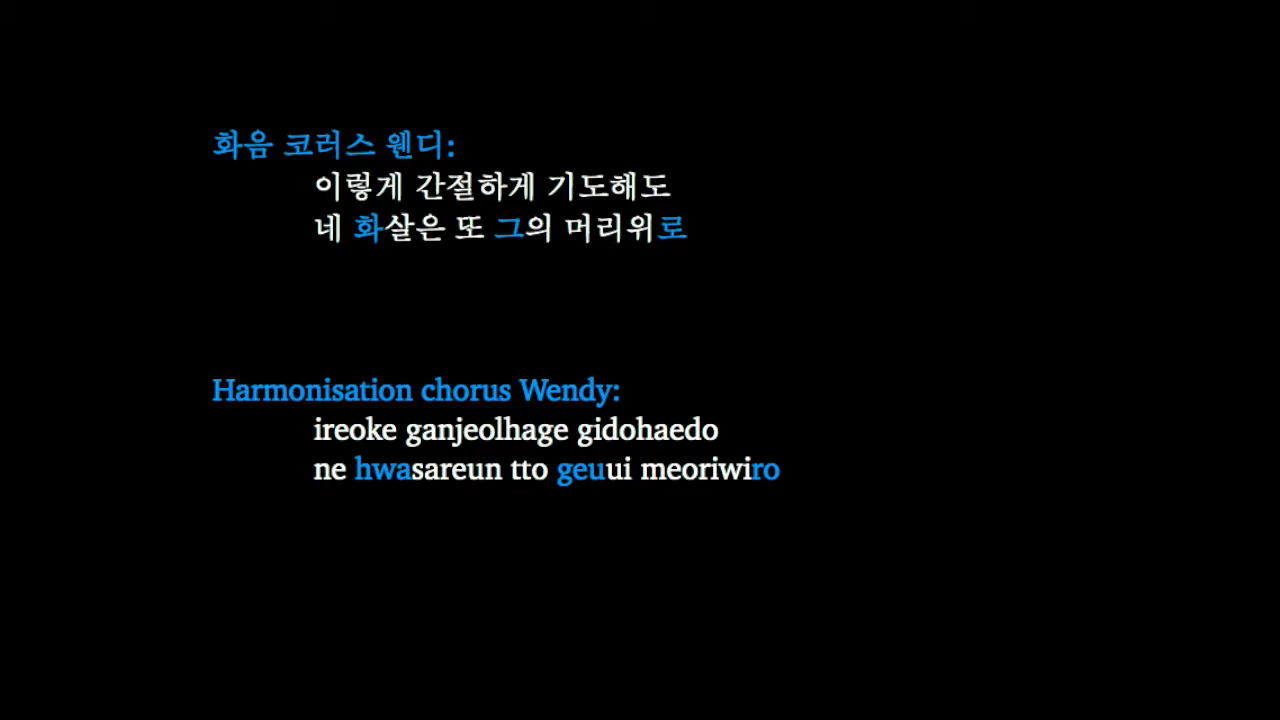 화음 코러스 웬디:
이렇게 간절하게 기도해도
네 화살은 또 그의 머리위로
Harmonisation chorus Wendy:
ireoke ganjeolhage gidohaedo
ne hwasareun tto geuui meoriwiro